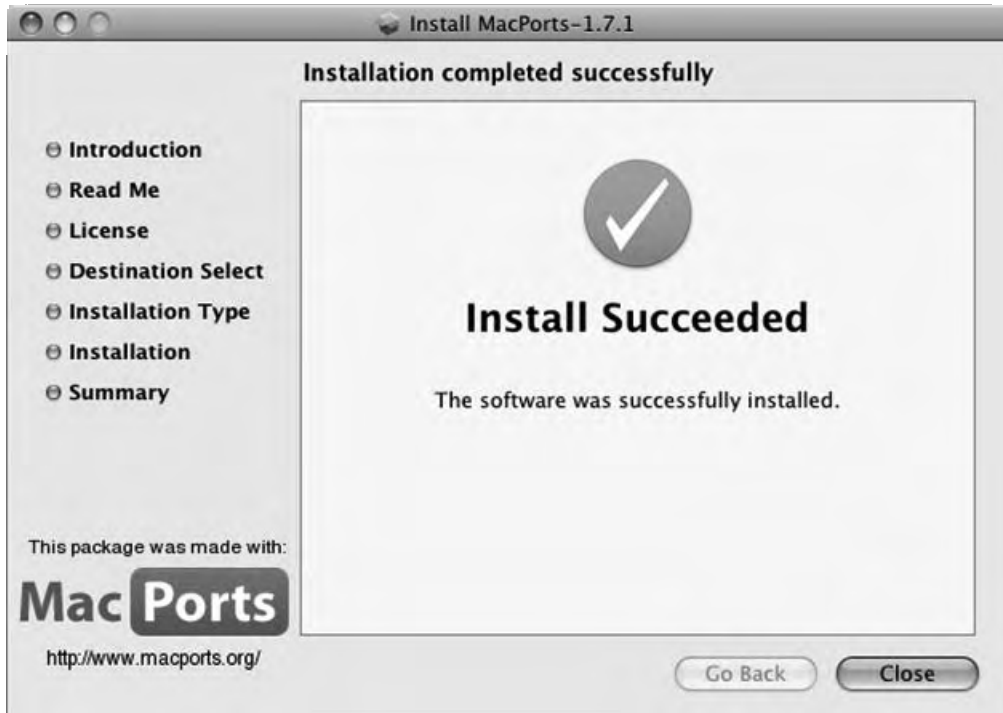 Install MacPorts-1.7.1
Installation completed successfully
Introduction
Read Me
License
Destination Select
Installation Type
Installation
Summary
Install Succeeded
The software was successfully installed.
This package was made with:
Mac Ports
http://www.macports.org/
Go Back
Close